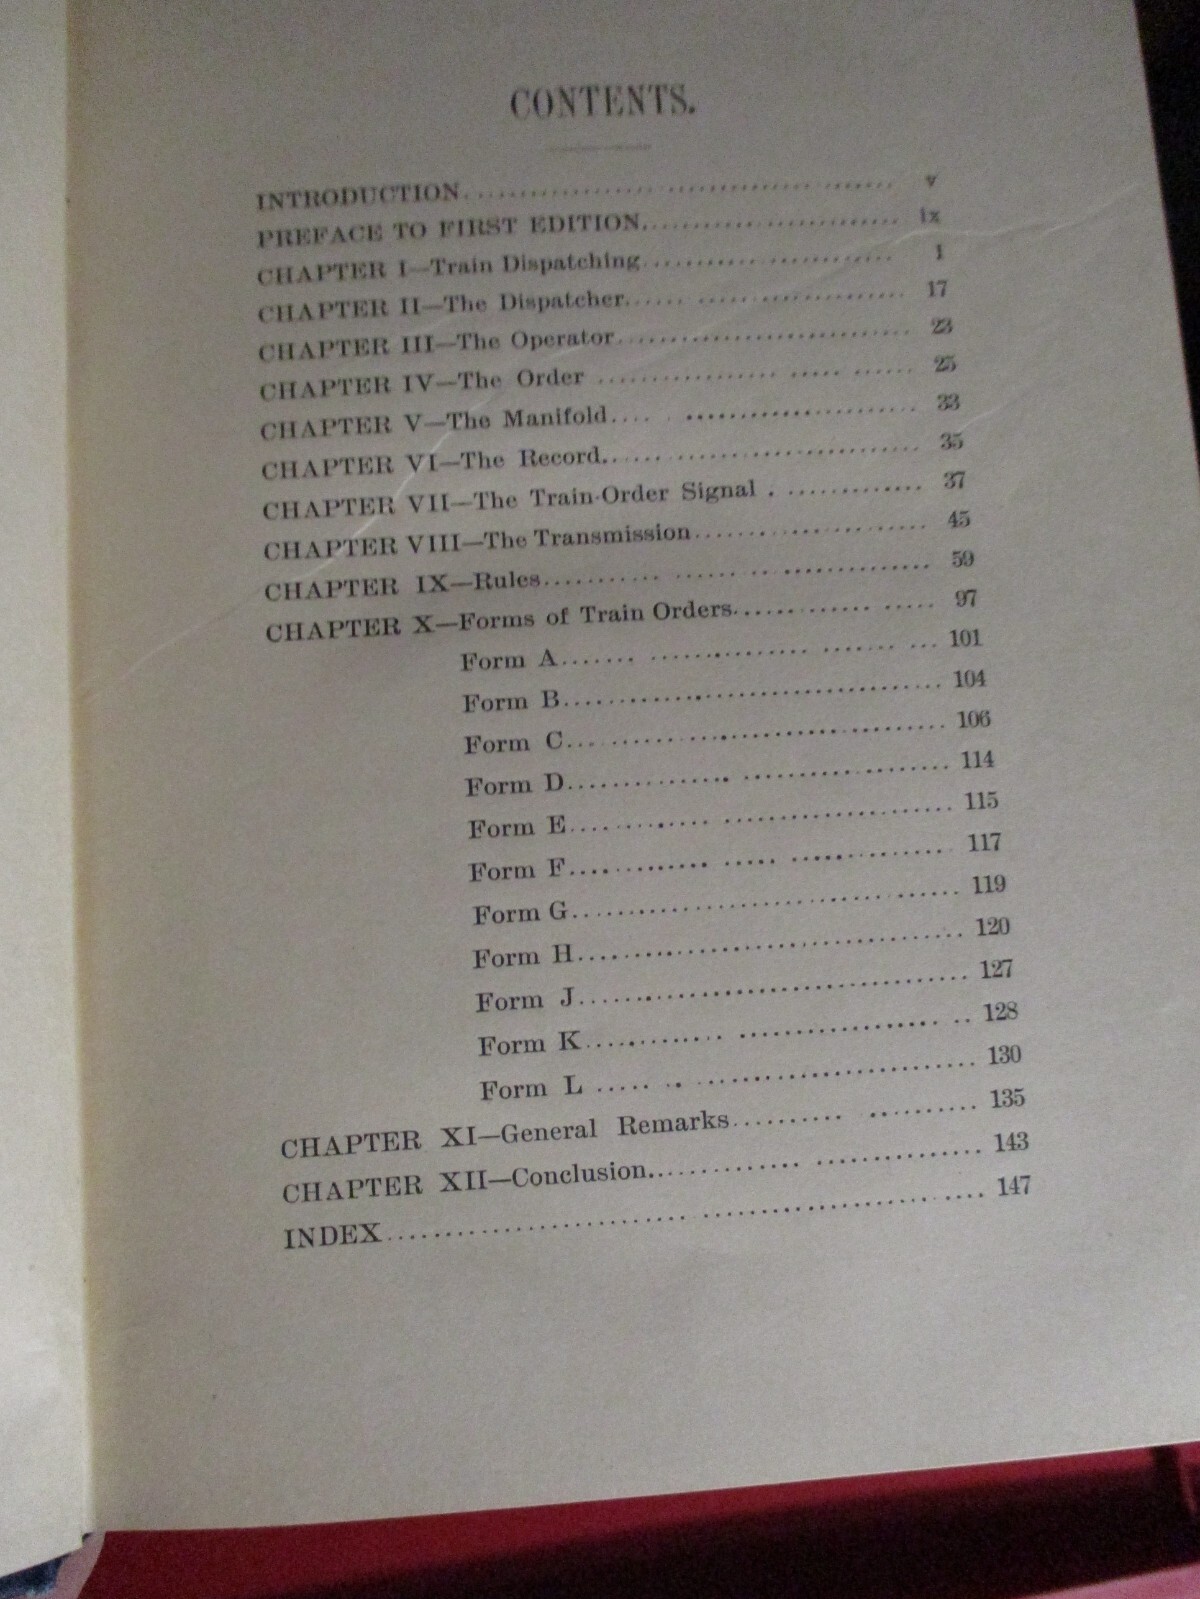 CONTENTS.
INTRODUCTION........................................ v
PREFACE TO FIRST EDITION........................ ix
CHAPTER I—Train Dispatching........................ 1
CHAPTER II—The Dispatcher........................ 17
CHAPTER III—The Operator........................ 23
CHAPTER IV—The Order ........................ 25
CHAPTER V—The Manifold........................ 33
CHAPTER VI—The Record........................ 35
CHAPTER VII—The Train-Order Signal ............... 37
CHAPTER VIII—The Transmission..................... 45
CHAPTER IX—Rules................................ 59
CHAPTER X—Forms of Train Orders.................. 97
Form A........................ 101
Form B........................ 104
Form C........................ 106
Form D........................ 114
Form E........................ 115
Form F........................ 117
Form G........................ 119
Form H........................ 120
Form J........................ 127
Form K........................ 128
Form L ........................ 130
CHAPTER XI—General Remarks..................... 135
CHAPTER XII—Conclusion........................ 143
INDEX........................................ 147